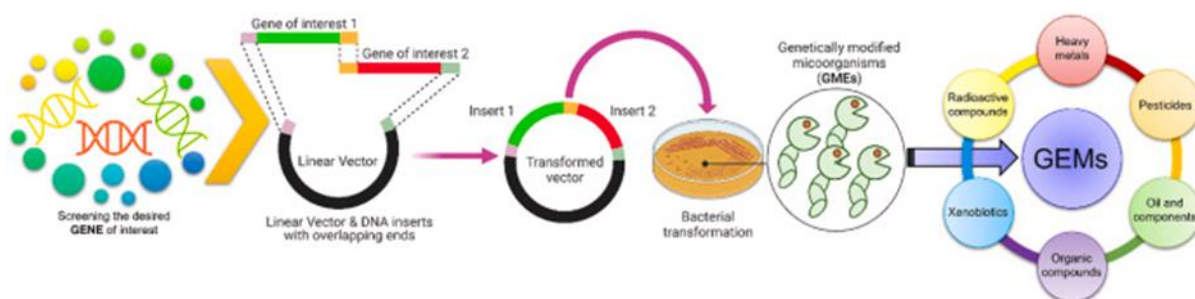 Screening the desired
GENE of interest
Gene of interest 1
Gene of interest 2
Linear Vector
Linear Vector & DNA inserts
with overlapping ends
Insert 1
Insert 2
Transformed
vector
Bacterial
transformation
Genetically modified
micoorganisms
(GMEs)
GEMs
Heavy
metals
Pesticides
Oil and
components
Organic
compounds
Xenobiotics
Radioactive
compounds